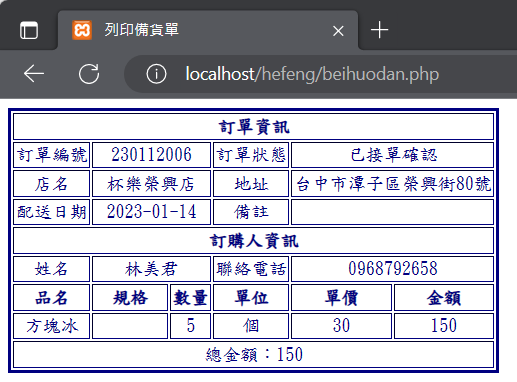 列印備貨單
localhost/hefeng/beihuodan.php
訂單資訊
訂單編號 230112006 訂單狀態 已接單確認
店名 杯樂榮興店 地址 台中市潭子區榮興街80號
配送日期 2023-01-14 備註
訂購人資訊
姓名 林美君 聯絡電話 0968792658
品名 規格 數量 單位 單價 金額
方塊冰 5 個 30 150
總金額：150